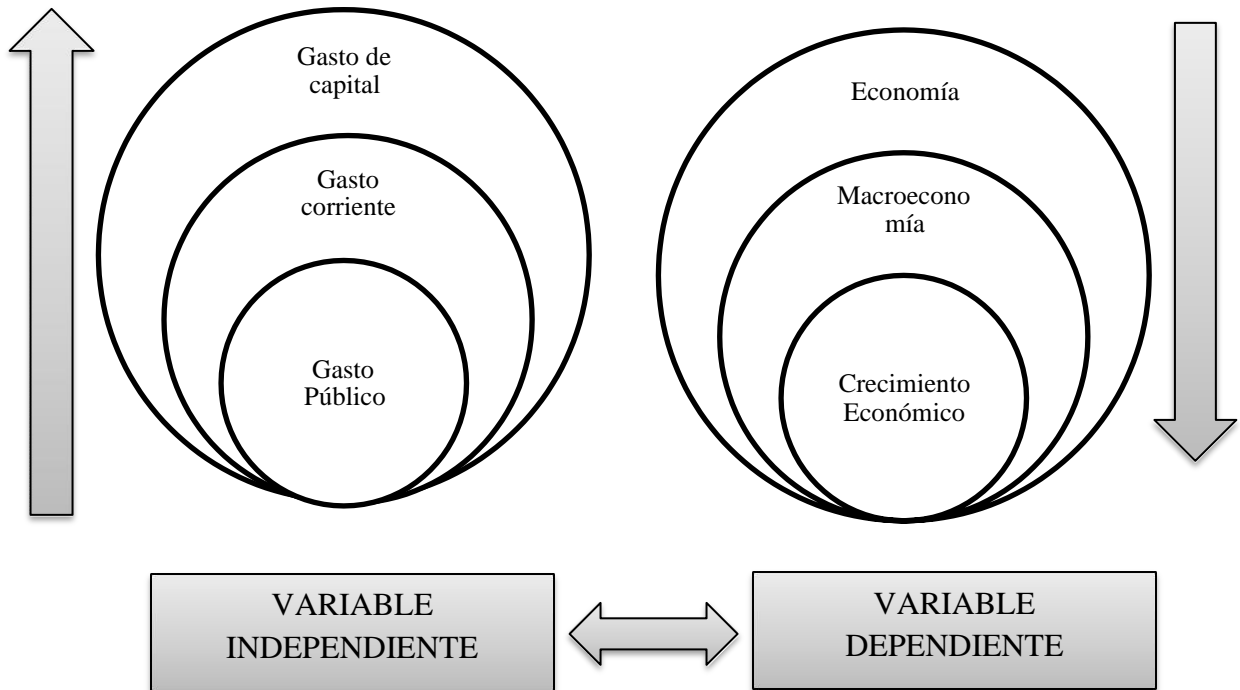 Gasto de
capital
Gasto
corriente
Gasto
Público
Economía
Macroecono
mía
Crecimiento
Económico
VARIABLE
INDEPENDIENTE
VARIABLE
DEPENDIENTE